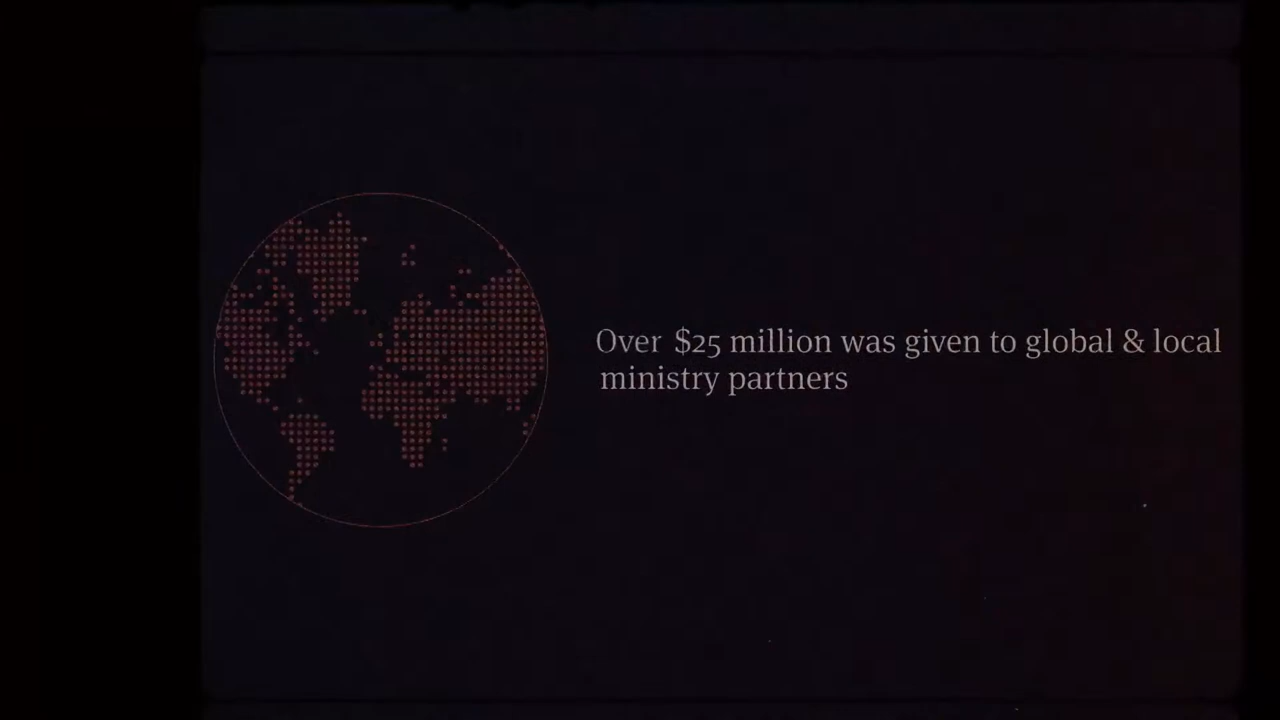 Over $25 million was given to global & local
ministry partners